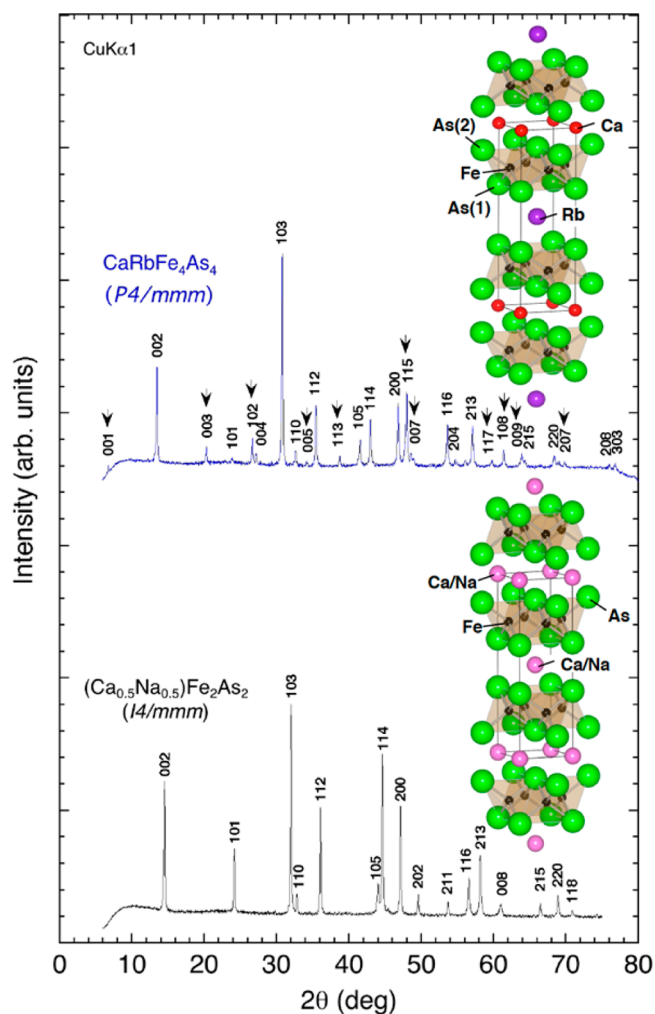 CuKα1
As(2)
Ca
Fe
As(1)
Rb
CaRbFe₄As₄
(P4/mmm)
001
002
003
101
102
004
103
110
005
112
113
105
114
200
115
007
116
204
213
117
108
009
215
220
207
208
303
Ca/Na
As
Fe
Ca/Na
(Ca₀.₅Na₀.₅)Fe₂As₂
(I4/mmm)
002
101
103
110
112
105
114
200
202
211
116
213
008
215
220
118
Intensity (arb. units)
0 10 20 30 40 50 60 70 80
2θ (deg)